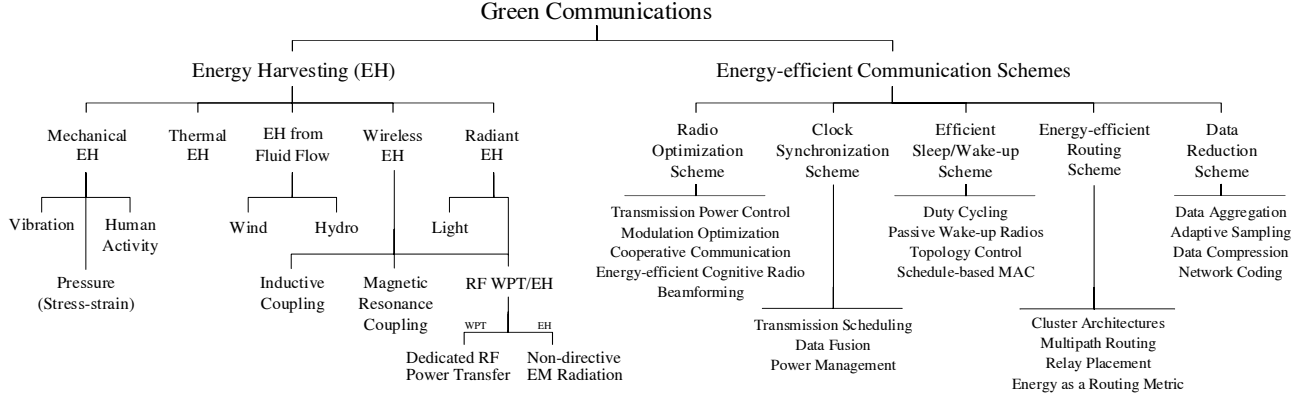 Green Communications
Energy Harvesting (EH)
Energy-efficient Communication Schemes
Mechanical
EH
Thermal
EH
EH from
Fluid Flow
Wireless
EH
Radiant
EH
Radio
Optimization
Scheme
Clock
Synchronization
Scheme
Efficient
Sleep/Wake-up
Scheme
Energy-efficient
Routing
Scheme
Data
Reduction
Scheme
Vibration
Human
Activity
Pressure
(Stress-strain)
Wind
Hydro
Light
Inductive
Coupling
Magnetic
Resonance
Coupling
RF WPT/EH
WPT
EH
Dedicated RF
Power Transfer
Non-directive
EM Radiation
Transmission Power Control
Modulation Optimization
Cooperative Communication
Energy-efficient Cognitive Radio
Beamforming
Transmission Scheduling
Data Fusion
Power Management
Duty Cycling
Passive Wake-up Radios
Topology Control
Schedule-based MAC
Cluster Architectures
Multipath Routing
Relay Placement
Energy as a Routing Metric
Data Aggregation
Adaptive Sampling
Data Compression
Network Coding